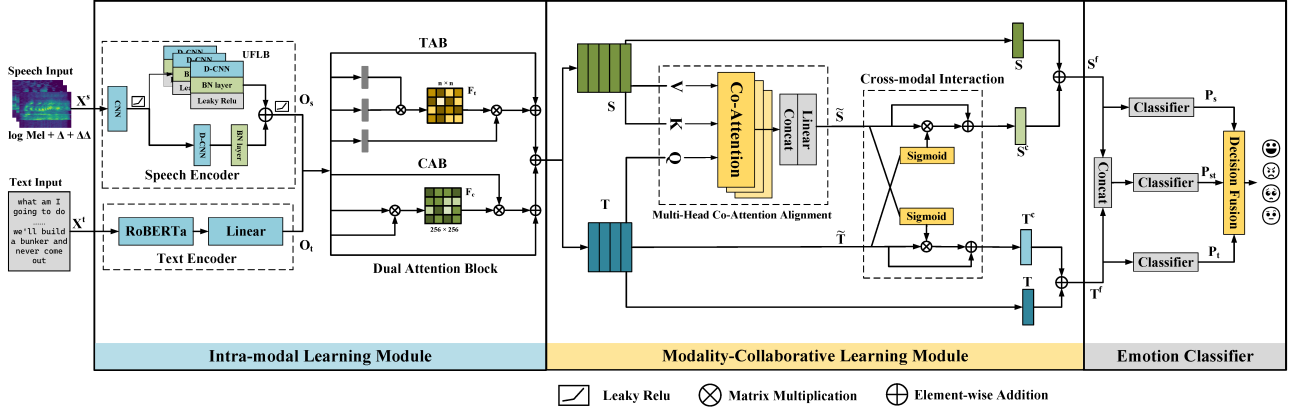 Speech Input
X^s
log Mel + Δ + ΔΔ
CNN
UFLB
D-CNN
D-CNN
D-CNN
BN layer
Leaky Relu
D-CNN
BN layer
Speech Encoder
O_s
Text Input
X^t
what am I
going to do
......
we'll build
a bunker and
never come
out
RoBERTa
Linear
Text Encoder
O_t
TAB
n × n
F_t
CAB
F_c
256 × 256
Dual Attention Block
Intra-modal Learning Module
S
V
K
Q
Co-Attention
Linear
Concat
Multi-Head Co-Attention Alignment
S̃
T
T̃
Cross-modal Interaction
Sigmoid
Sigmoid
S
S^c
T^c
T
Modality-Collaborative Learning Module
S^f
T^f
Concat
Classifier
P_s
Classifier
P_st
Classifier
P_t
Decision Fusion
Emotion Classifier
Leaky Relu
Matrix Multiplication
Element-wise Addition